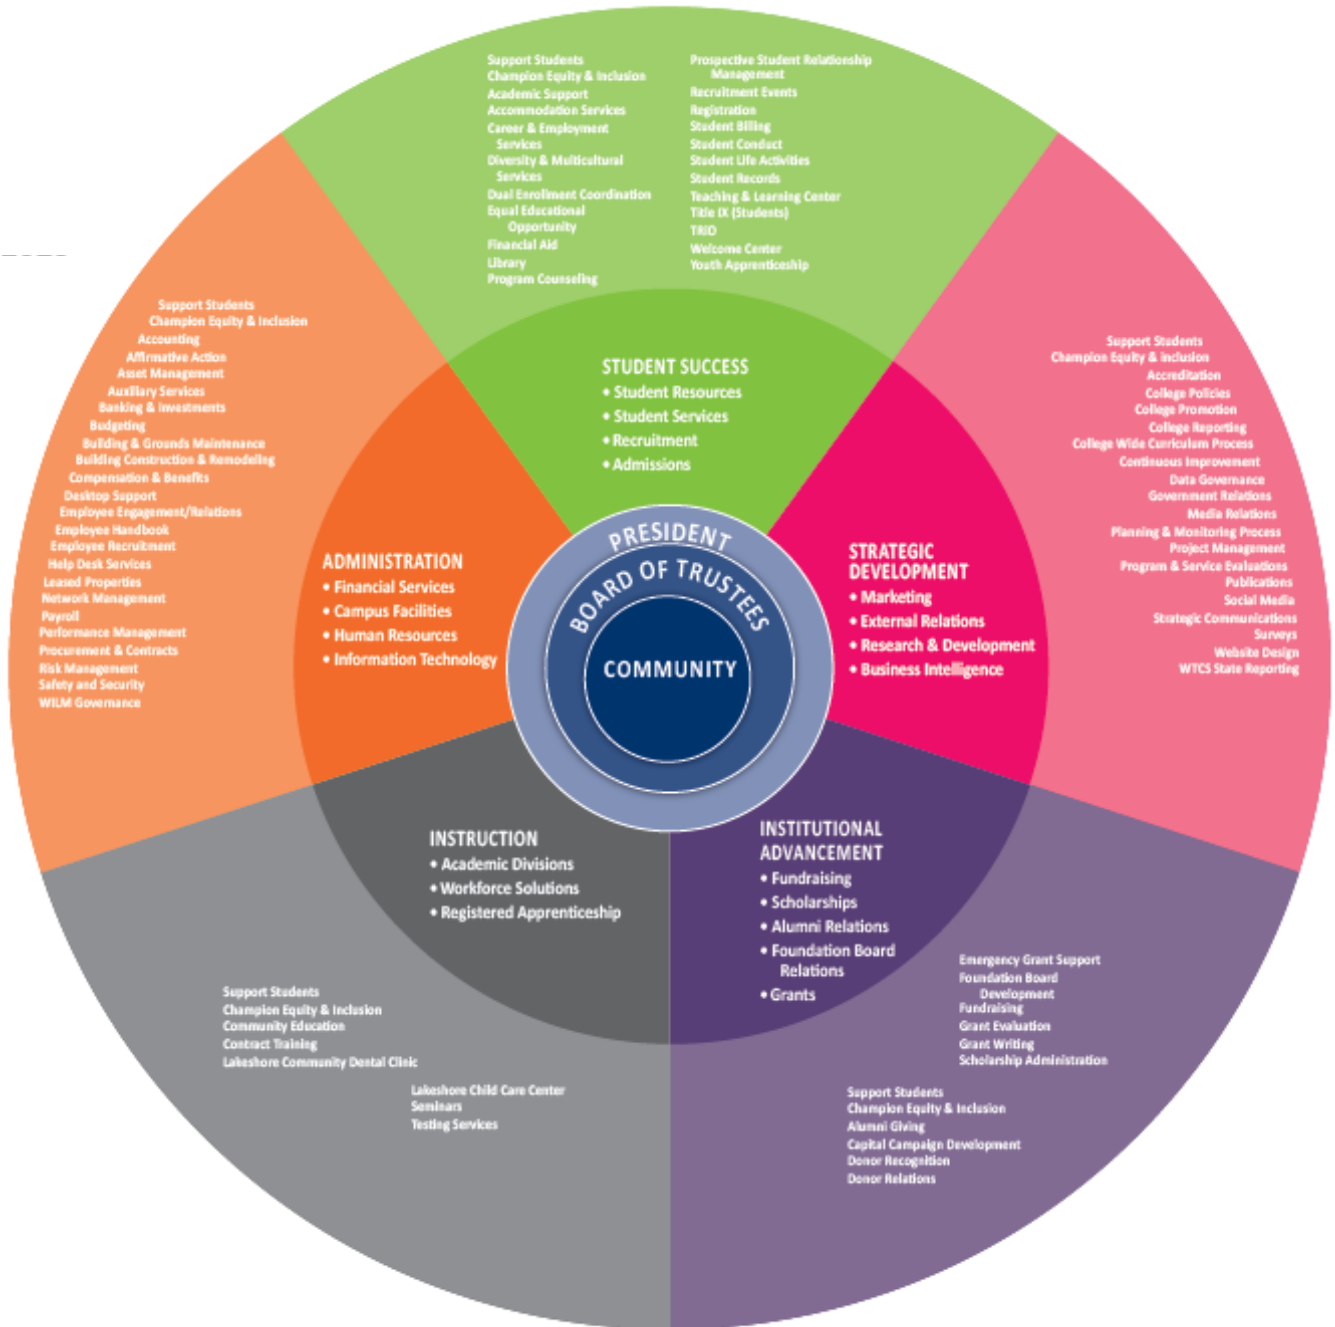 Support Students
Champion Equity & Inclusion
Academic Support
Accommodation Services
Career & Employment
Services
Diversity & Multicultural
Services
Dual Enrollment Coordination
Equal Educational
Opportunity
Financial Aid
Library
Program Counseling
Prospective Student Relationship
Management
Recruitment Events
Registration
Student Billing
Student Conduct
Student Life Activities
Student Records
Teaching & Learning Center
Title IX (Students)
TRIO
Welcome Center
Youth Apprenticeship
STUDENT SUCCESS
• Student Resources
• Student Services
• Recruitment
• Admissions
Support Students
Champion Equity & Inclusion
Accounting
Affirmative Action
Asset Management
Auxiliary Services
Banking & Investments
Budgeting
Building & Grounds Maintenance
Building Construction & Remodeling
Compensation & Benefits
Desktop Support
Employee Engagement/Relations
Employee Handbook
Employee Recruitment
Help Desk Services
Leased Properties
Network Management
Payroll
Performance Management
Procurement & Contracts
Risk Management
Safety and Security
WILM Governance
ADMINISTRATION
• Financial Services
• Campus Facilities
• Human Resources
• Information Technology
PRESIDENT
BOARD OF TRUSTEES
COMMUNITY
STRATEGIC
DEVELOPMENT
• Marketing
• External Relations
• Research & Development
• Business Intelligence
Support Students
Champion Equity & inclusion
Accreditation
College Policies
College Promotion
College Reporting
College Wide Curriculum Process
Continuous Improvement
Data Governance
Government Relations
Media Relations
Planning & Monitoring Process
Project Management
Program & Service Evaluations
Publications
Social Media
Strategic Communications
Surveys
Website Design
WTCS State Reporting
INSTRUCTION
• Academic Divisions
• Workforce Solutions
• Registered Apprenticeship
Support Students
Champion Equity & Inclusion
Community Education
Contract Training
Lakeshore Community Dental Clinic
Lakeshore Child Care Center
Seminars
Testing Services
INSTITUTIONAL
ADVANCEMENT
• Fundraising
• Scholarships
• Alumni Relations
• Foundation Board
Relations
• Grants
Emergency Grant Support
Foundation Board
Development
Fundraising
Grant Evaluation
Grant Writing
Scholarship Administration
Support Students
Champion Equity & Inclusion
Alumni Giving
Capital Campaign Development
Donor Recognition
Donor Relations